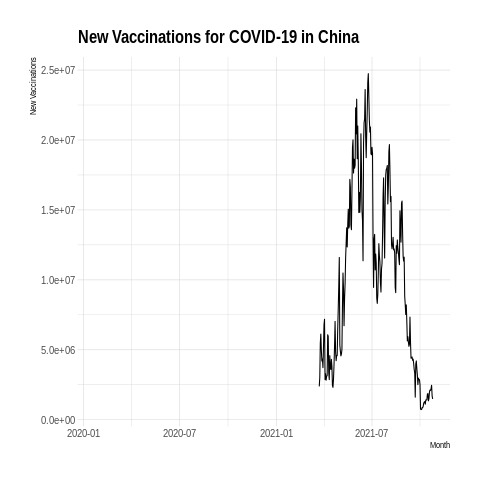 New Vaccinations for COVID-19 in China
New Vaccinations
2.5e+07
2.0e+07
1.5e+07
1.0e+07
5.0e+06
0.0e+00
2020-01 2020-07 2021-01 2021-07
Month